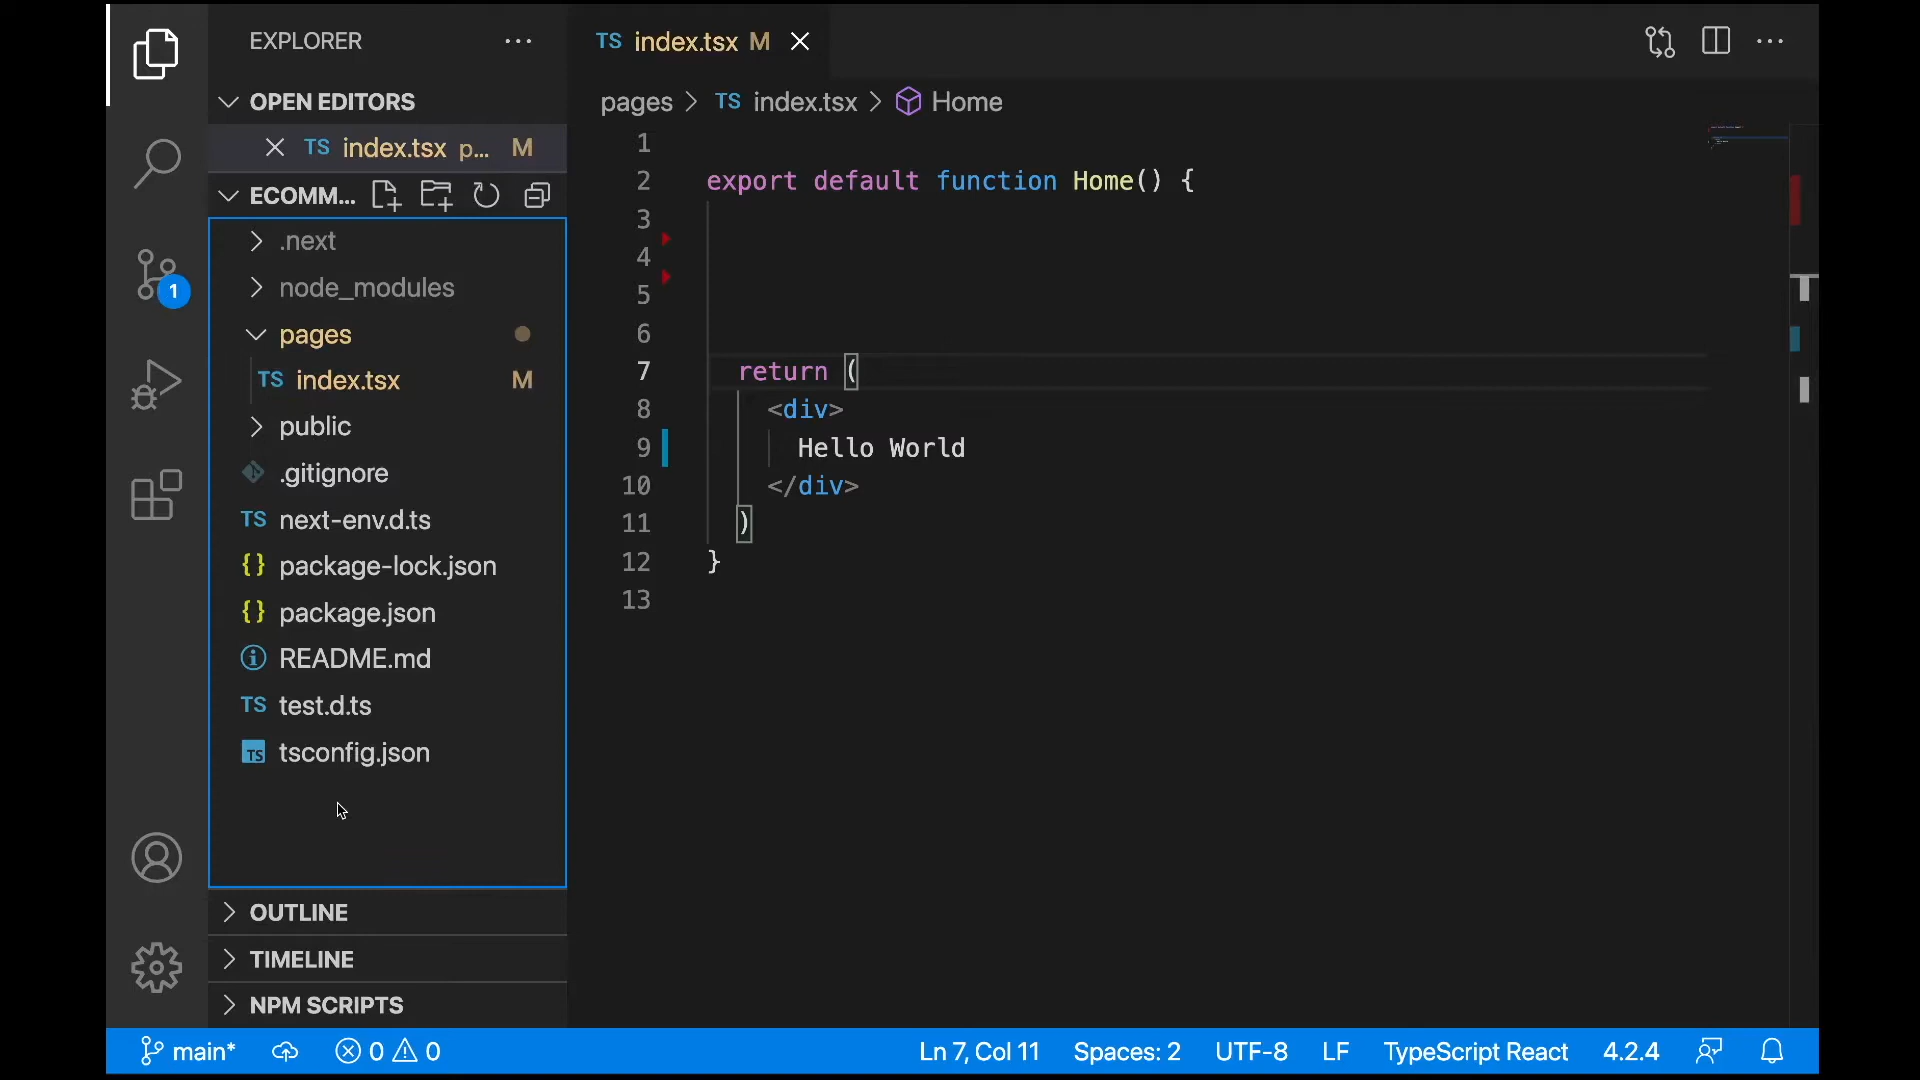 EXPLORER
OPEN EDITORS
TS index.tsx p... M
ECOMM...
.next
node_modules
pages
TS index.tsx M
public
.gitignore
TS next-env.d.ts
{} package-lock.json
{} package.json
README.md
TS test.d.ts
TS tsconfig.json
OUTLINE
TIMELINE
NPM SCRIPTS
1
TS index.tsx M
pages > TS index.tsx > Home
1
2 export default function Home() {
3
4
5
6
7 return (
8 <div>
9 Hello World
10 </div>
11 )
12 }
13
main* 0 0 Ln 7, Col 11 Spaces: 2 UTF-8 LF TypeScript React 4.2.4